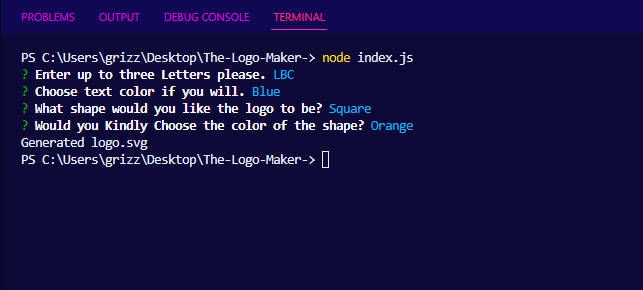 PROBLEMS OUTPUT DEBUG CONSOLE TERMINAL
PS C:\Users\grizz\Desktop\The-Logo-Maker-> node index.js
? Enter up to three Letters please. LBC
? Choose text color if you will. Blue
? What shape would you like the logo to be? Square
? Would you Kindly Choose the color of the shape? Orange
Generated logo.svg
PS C:\Users\grizz\Desktop\The-Logo-Maker->